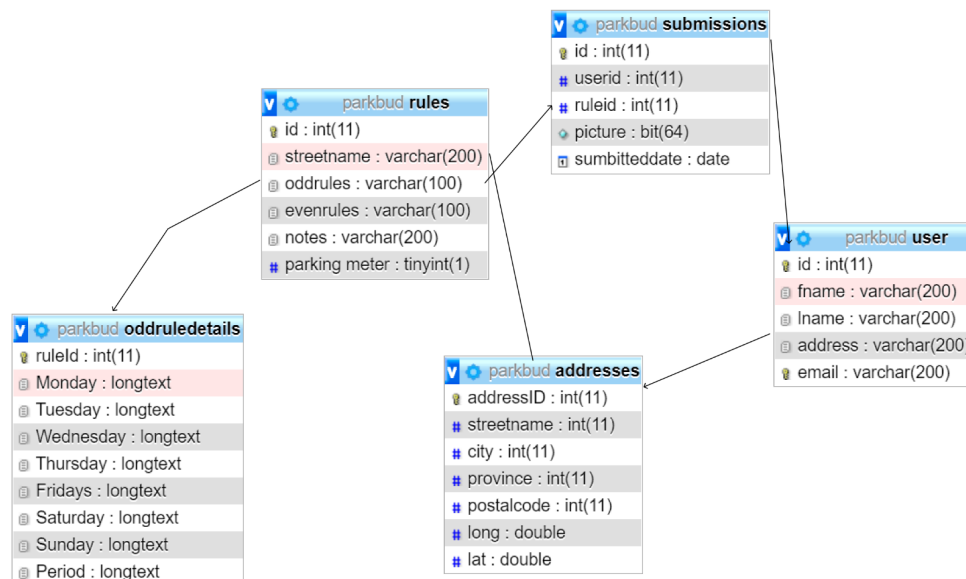 parkbud submissions
id : int(11)
userid : int(11)
ruleid : int(11)
picture : bit(64)
sumbitteddate : date
parkbud rules
id : int(11)
streetname : varchar(200)
oddrules : varchar(100)
evenrules : varchar(100)
notes : varchar(200)
parking meter : tinyint(1)
parkbud user
id : int(11)
fname : varchar(200)
lname : varchar(200)
address : varchar(200)
email : varchar(200)
parkbud oddruledetails
ruleId : int(11)
Monday : longtext
Tuesday : longtext
Wednesday : longtext
Thursday : longtext
Fridays : longtext
Saturday : longtext
Sunday : longtext
Period : longtext
parkbud addresses
addressID : int(11)
streetname : int(11)
city : int(11)
province : int(11)
postalcode : int(11)
long : double
lat : double